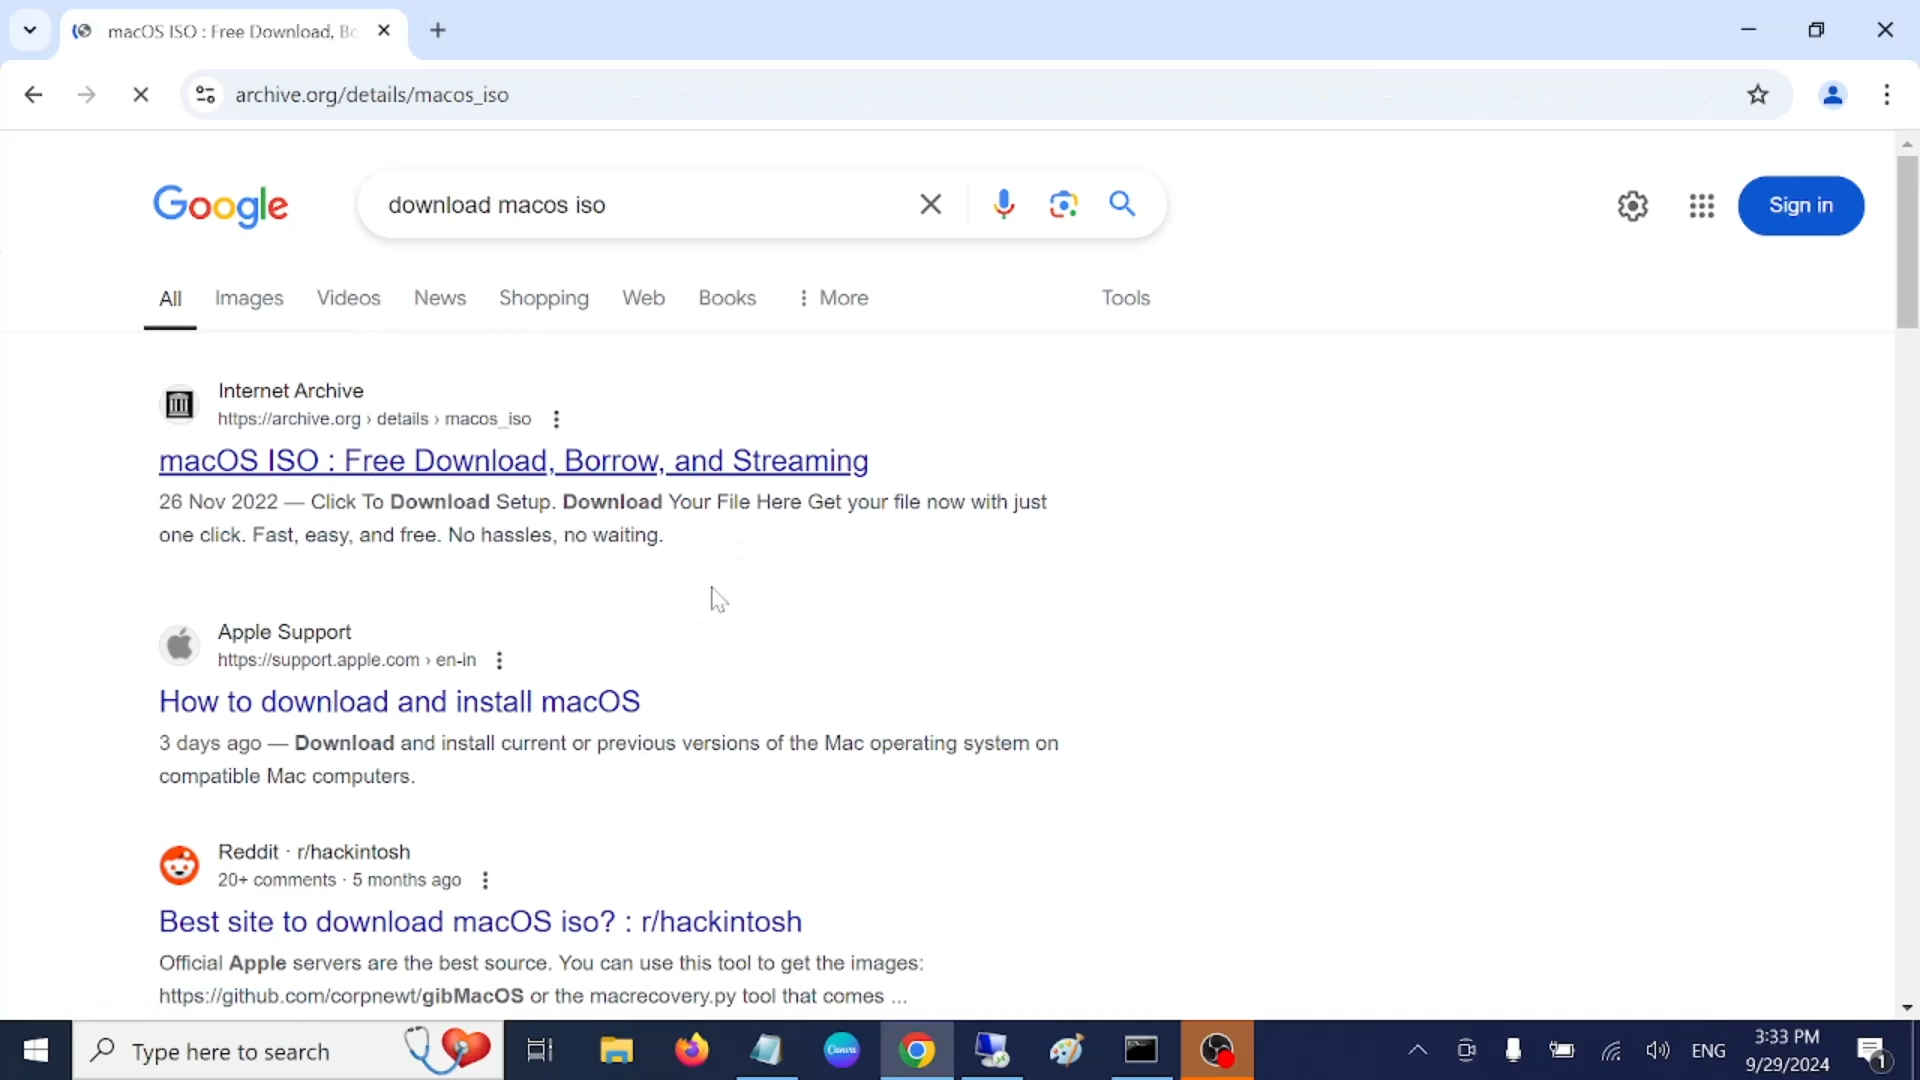 macOS ISO : Free Download, Bo
archive.org/details/macos_iso
Google
download macos iso
Sign in
All
Images
Videos
News
Shopping
Web
Books
More
Tools
Internet Archive
https://archive.org › details › macos_iso
macOS ISO : Free Download, Borrow, and Streaming
26 Nov 2022 — Click To Download Setup. Download Your File Here Get your file now with just
one click. Fast, easy, and free. No hassles, no waiting.
Apple Support
https://support.apple.com › en-in
How to download and install macOS
3 days ago — Download and install current or previous versions of the Mac operating system on
compatible Mac computers.
Reddit · r/hackintosh
20+ comments · 5 months ago
Best site to download macOS iso? : r/hackintosh
Official Apple servers are the best source. You can use this tool to get the images:
https://github.com/corpnewt/gibMacOS or the macrecovery.py tool that comes ...
Type here to search
Canva
ENG
3:33 PM
9/29/2024
1